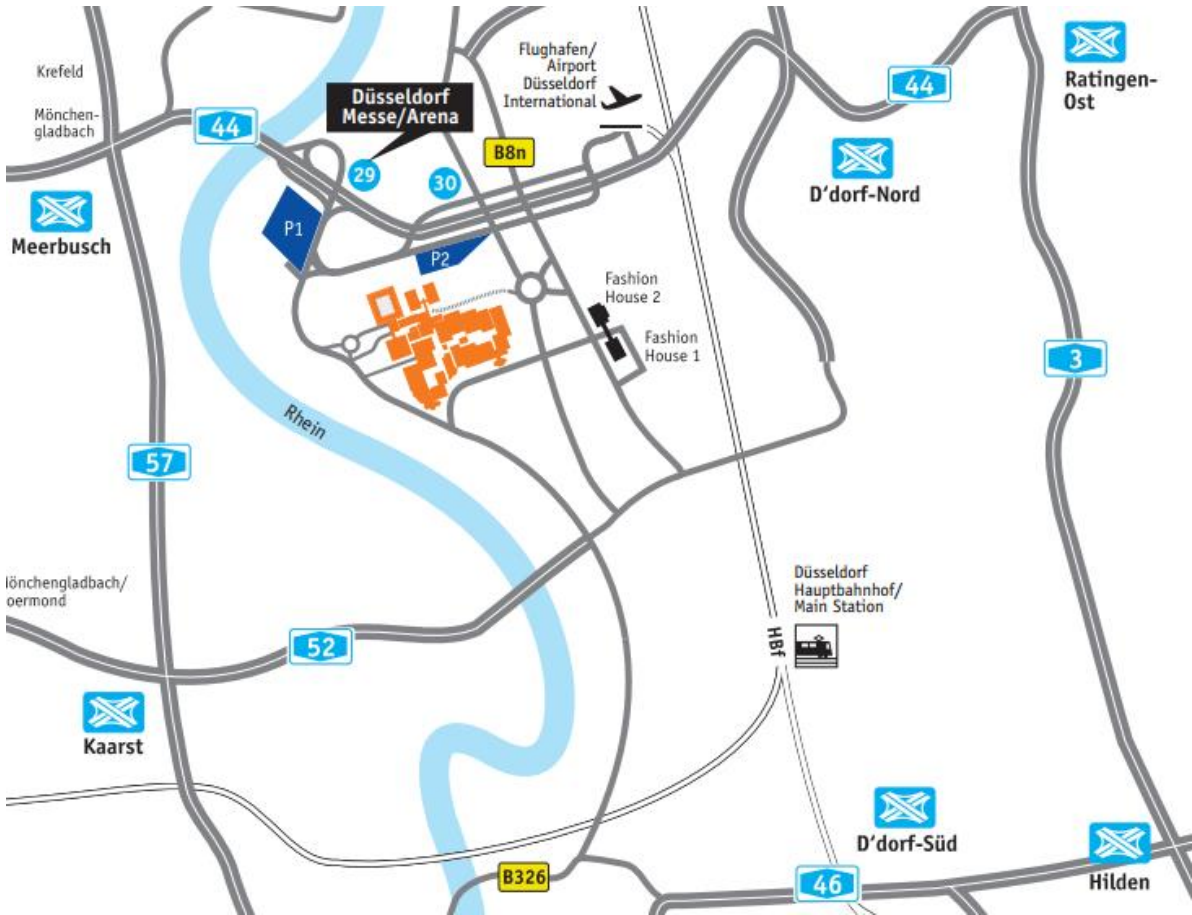 Krefeld
Mönchen-
gladbach
44
Düsseldorf
Messe/Arena
Flughafen/
Airport
Düsseldorf
International
B8n
44
Ratingen-
Ost
29
30
D'dorf-Nord
Meerbusch
P1
P2
Fashion
House 2
Fashion
House 1
3
Rhein
57
52
Düsseldorf
Hauptbahnhof/
Main Station
HBf
Kaarst
D'dorf-Süd
B326
46
Hilden